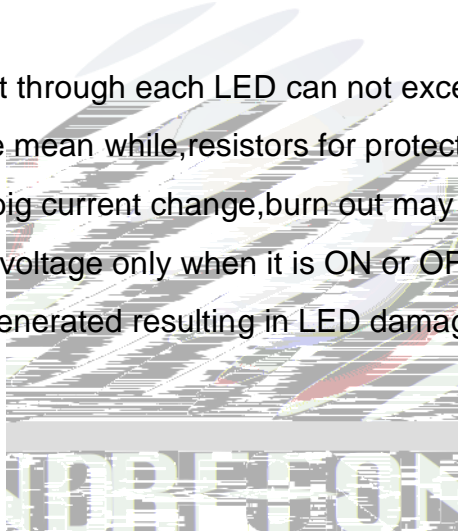 t through each LED can not exce
e mean while,resistors for protect
big current change,burn out may
voltage only when it is ON or OF
enerated resulting in LED damag